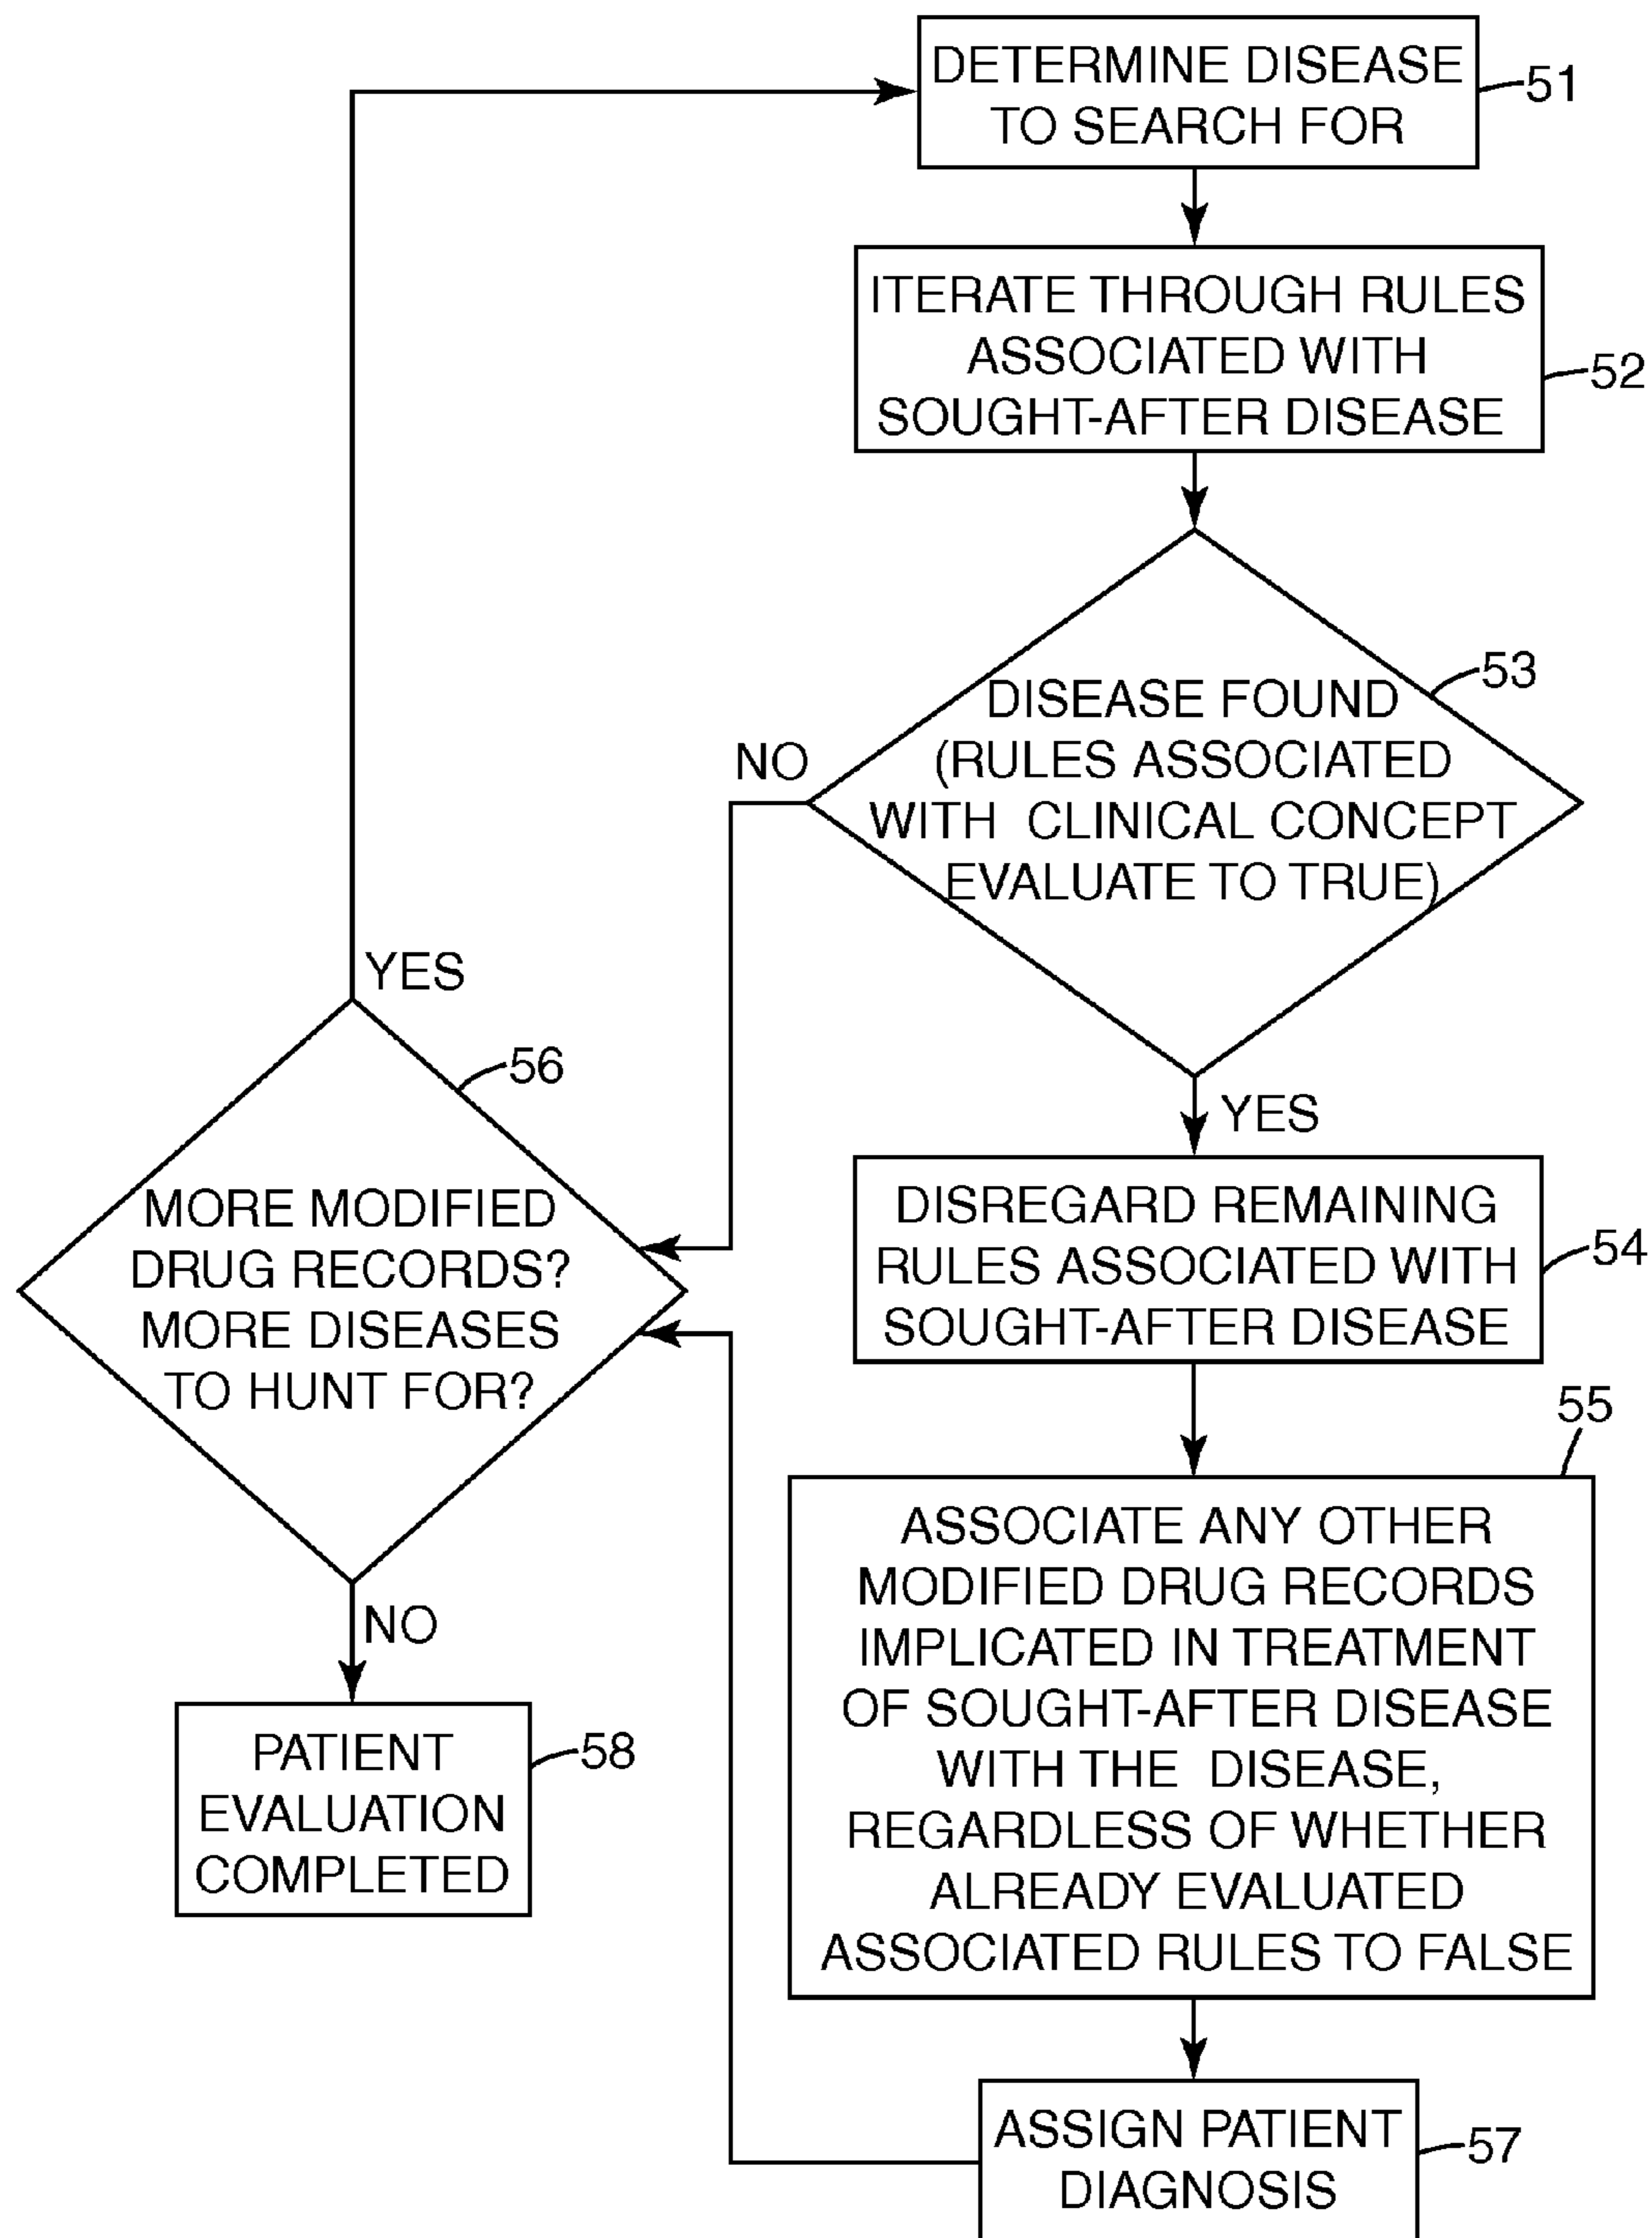 DETERMINE DISEASE
TO SEARCH FOR
51
ITERATE THROUGH RULES
ASSOCIATED WITH
SOUGHT-AFTER DISEASE
52
DISEASE FOUND
(RULES ASSOCIATED
WITH CLINICAL CONCEPT
EVALUATE TO TRUE)
53
NO
YES
DISREGARD REMAINING
RULES ASSOCIATED WITH
SOUGHT-AFTER DISEASE
54
ASSOCIATE ANY OTHER
MODIFIED DRUG RECORDS
IMPLICATED IN TREATMENT
OF SOUGHT-AFTER DISEASE
WITH THE DISEASE,
REGARDLESS OF WHETHER
ALREADY EVALUATED
ASSOCIATED RULES TO FALSE
55
ASSIGN PATIENT
DIAGNOSIS
57
YES
56
MORE MODIFIED
DRUG RECORDS?
MORE DISEASES
TO HUNT FOR?
NO
PATIENT
EVALUATION
COMPLETED
58